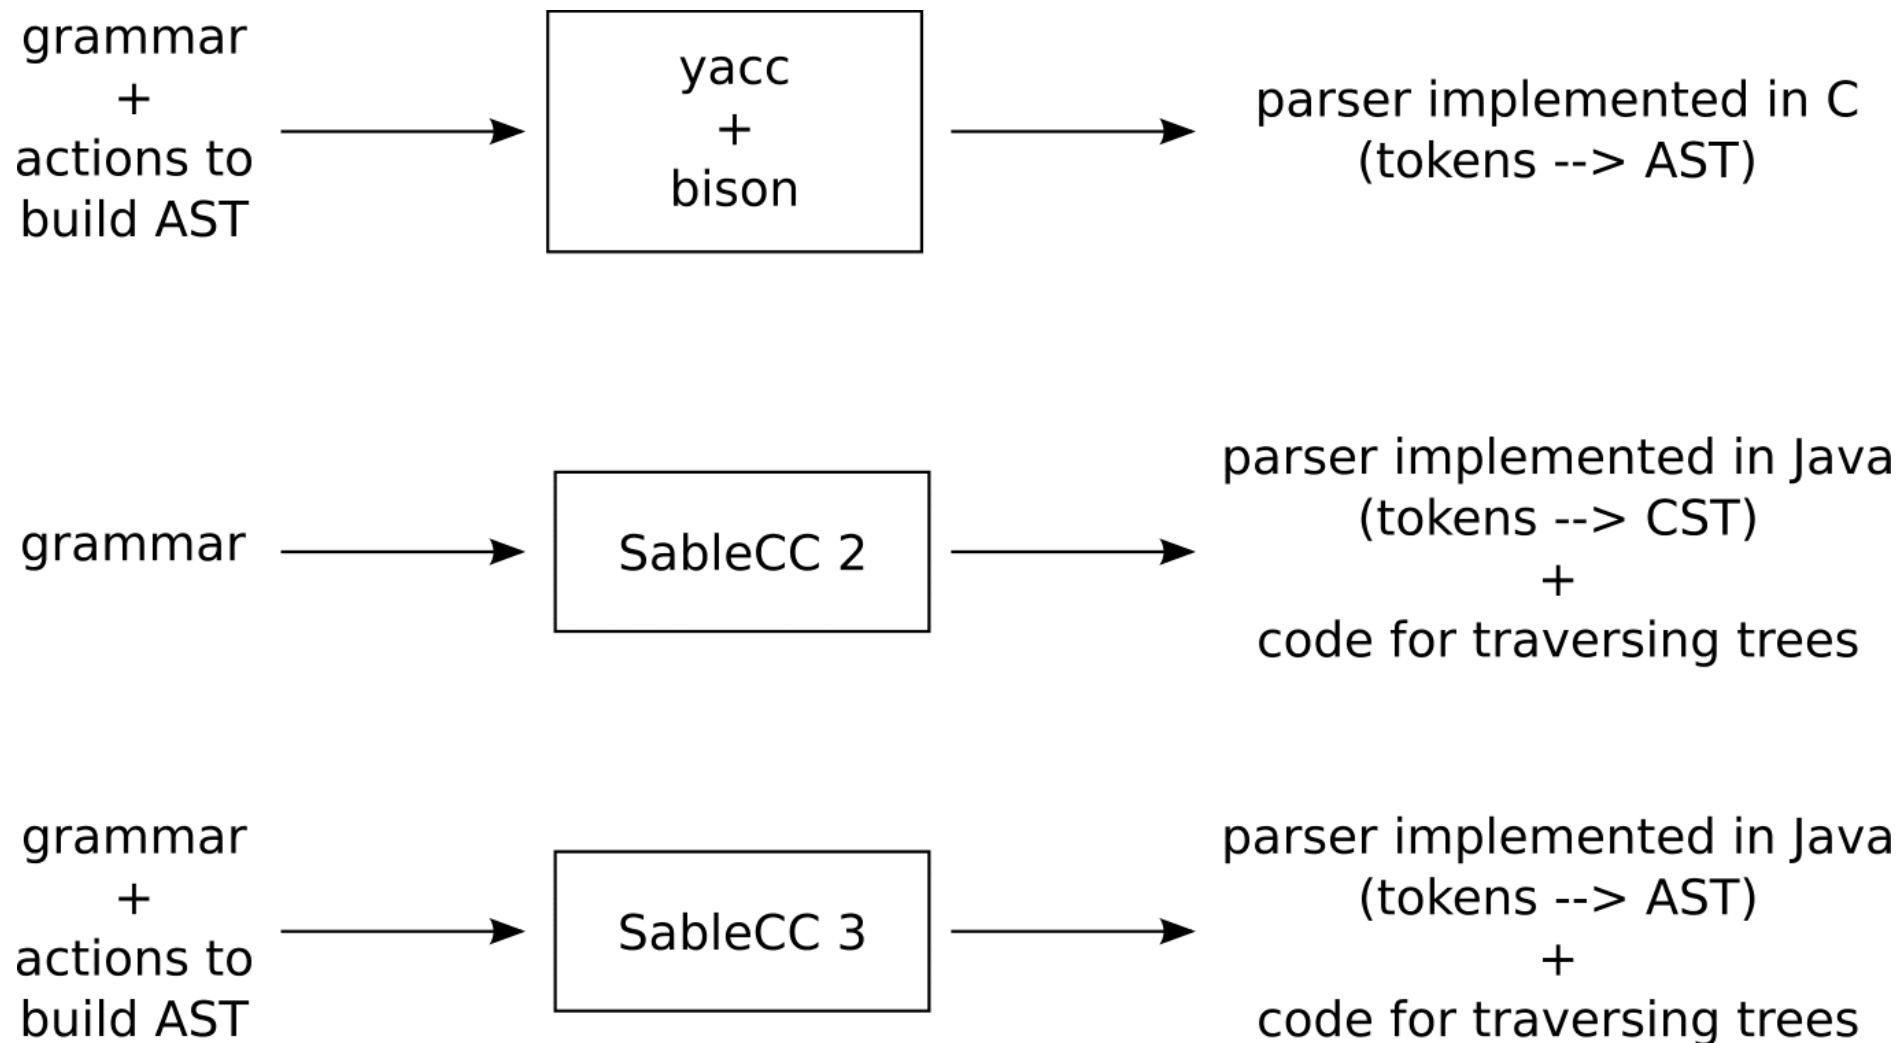 grammar
+
actions to
build AST
yacc
+
bison
parser implemented in C
(tokens --> AST)
grammar
SableCC 2
parser implemented in Java
(tokens --> CST)
+
code for traversing trees
grammar
+
actions to
build AST
SableCC 3
parser implemented in Java
(tokens --> AST)
+
code for traversing trees